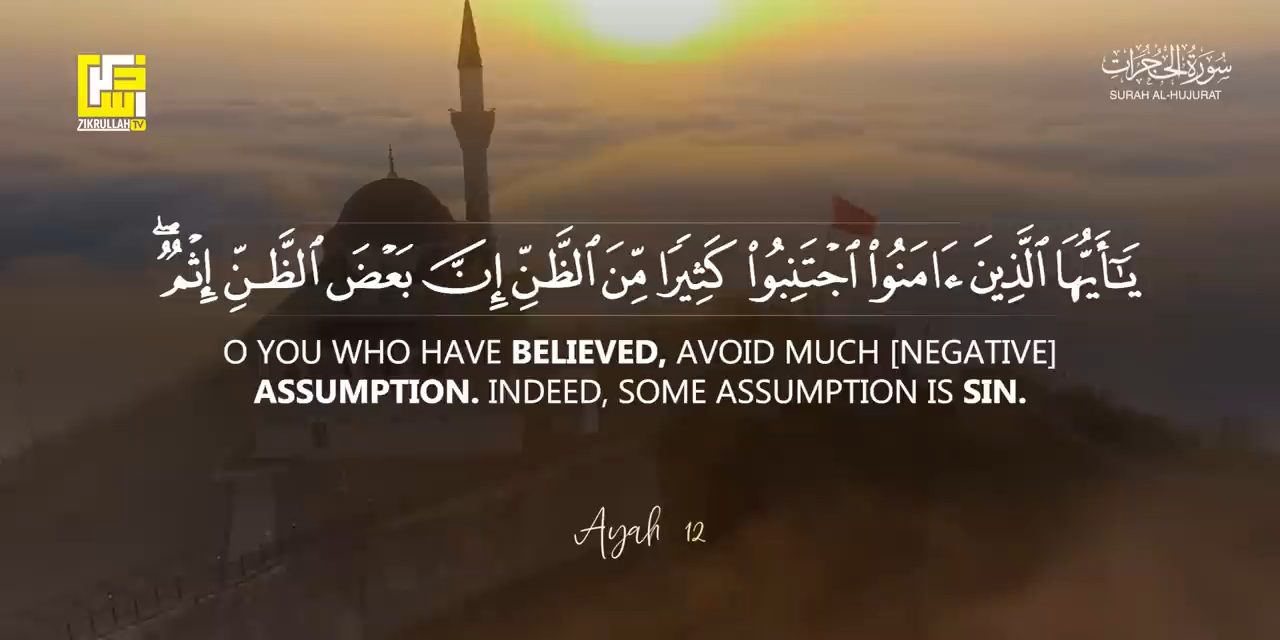 ZIKRULLAH TV
سُورَةُ الحُجُرَات
SURAH AL-HUJURAT
يَـٰٓأَيُّهَا ٱلَّذِينَ ءَامَنُوا۟ ٱجْتَنِبُوا۟ كَثِيرًا مِّنَ ٱلظَّنِّ إِنَّ بَعْضَ ٱلظَّنِّ إِثْمٌ ۖ
O YOU WHO HAVE BELIEVED, AVOID MUCH [NEGATIVE]
ASSUMPTION. INDEED, SOME ASSUMPTION IS SIN.
Ayah 12